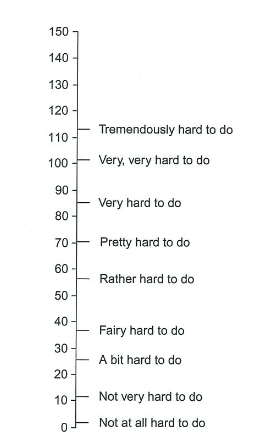 150
140
130
120
Tremendously hard to do
110
Very, very hard to do
100
90
Very hard to do
80
Pretty hard to do
70
60
Rather hard to do
50
40
Fairy hard to do
30
A bit hard to do
20
Not very hard to do
10
Not at all hard to do
0